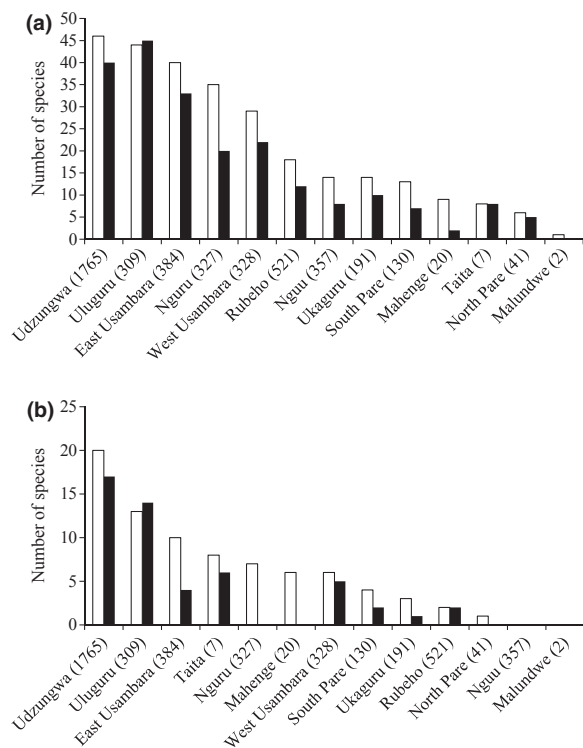 (a)
Number of species
50
45
40
35
30
25
20
15
10
5
0
Udzungwa (1765)
Uluguru (309)
East Usambara (384)
Nguru (327)
West Usambara (328)
Rubeho (521)
Nguu (357)
Ukaguru (191)
South Pare (130)
Mahenge (20)
Taita (7)
North Pare (41)
Malundwe (2)
(b)
Number of species
25
20
15
10
5
0
Udzungwa (1765)
Uluguru (309)
East Usambara (384)
Taita (7)
Nguru (327)
Mahenge (20)
West Usambara (328)
South Pare (130)
Ukaguru (191)
Rubeho (521)
North Pare (41)
Nguu (357)
Malundwe (2)